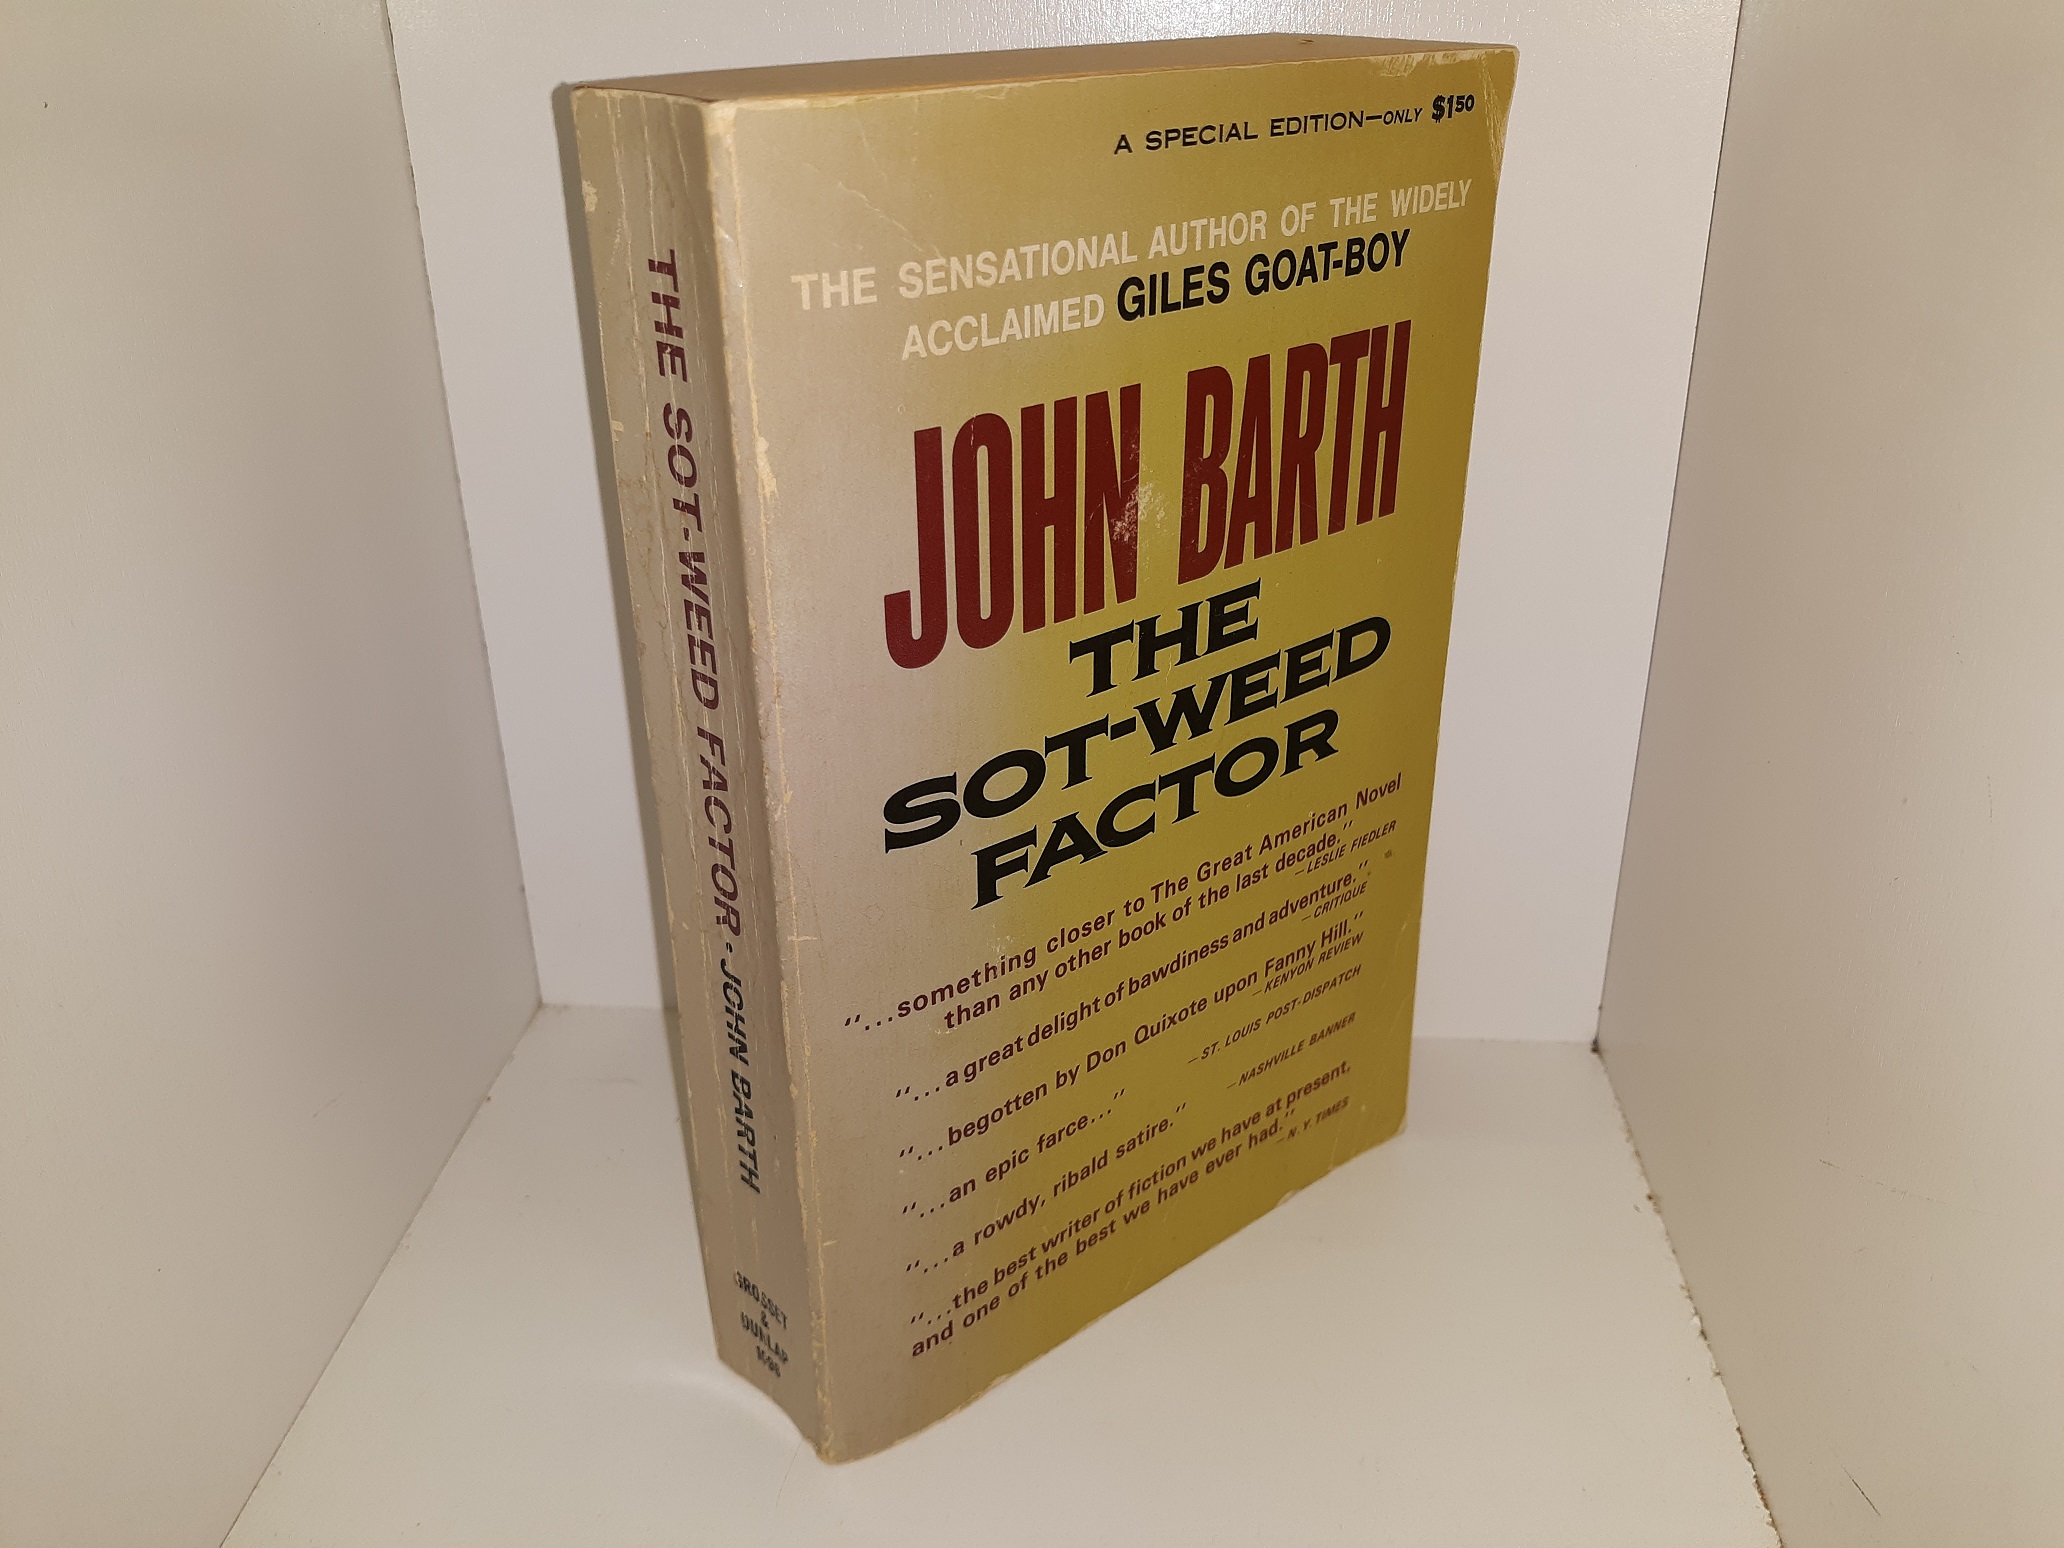 THE SOT-WEED FACTOR · JOHN BARTH
GROSSET
&
DUNLAP
A SPECIAL EDITION—ONLY $1.50
THE SENSATIONAL AUTHOR OF THE WIDELY
ACCLAIMED GILES GOAT-BOY
JOHN BARTH
THE
SOT-WEED
FACTOR
"...something closer to The Great American Novel
than any other book of the last decade."
—LESLIE FIEDLER
"...a great delight of bawdiness and adventure."
—CRITIQUE
"...begotten by Don Quixote upon Fanny Hill."
—KENYON REVIEW
"...an epic farce..."
—ST. LOUIS POST-DISPATCH
"...a rowdy, ribald satire."
—NASHVILLE BANNER
"...the best writer of fiction we have at present,
and one of the best we have ever had."
—N. Y. TIMES